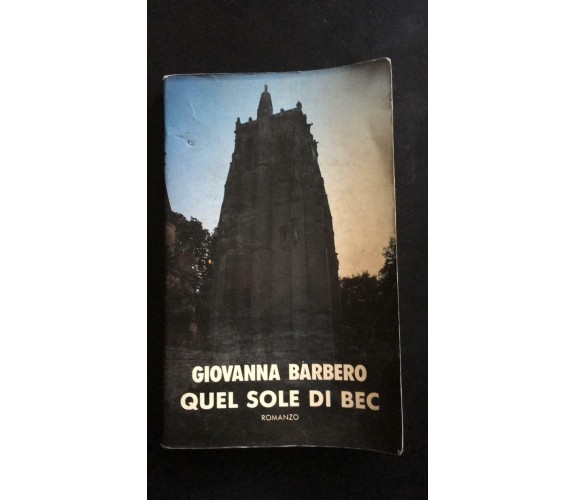 GIOVANNA BARBERO
QUEL SOLE DI BEC
ROMANZO